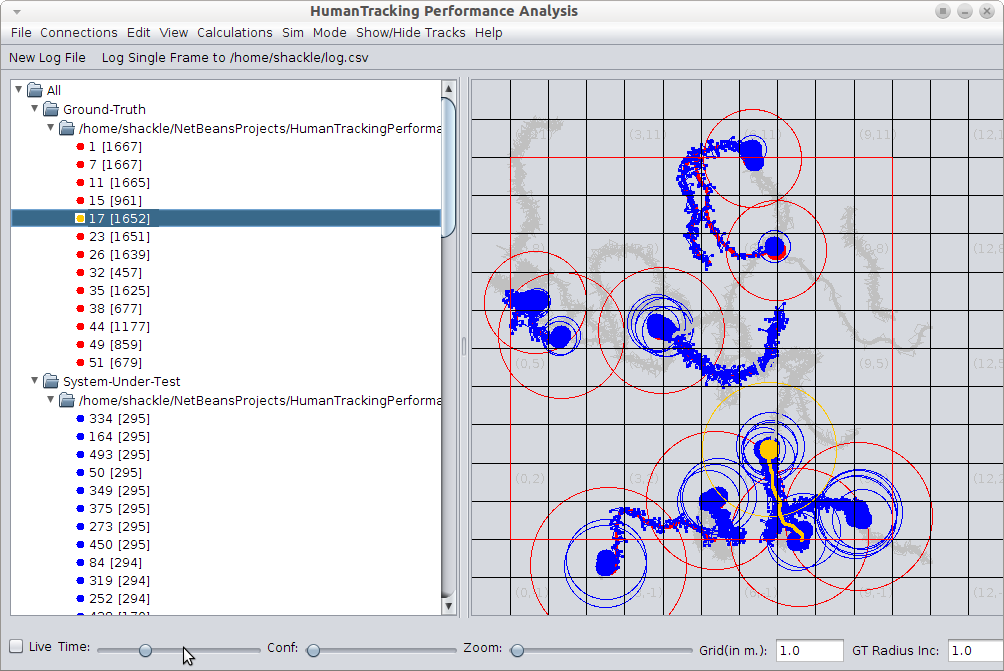 HumanTracking Performance Analysis
File Connections Edit View Calculations Sim Mode Show/Hide Tracks Help
New Log File Log Single Frame to /home/shackle/log.csv
All
Ground-Truth
/home/shackle/NetBeansProjects/HumanTrackingPerforma
1 [1667]
7 [1667]
11 [1665]
15 [961]
17 [1652]
23 [1651]
26 [1639]
32 [457]
35 [1625]
38 [677]
44 [1177]
49 [859]
51 [679]
System-Under-Test
/home/shackle/NetBeansProjects/HumanTrackingPerforma
334 [295]
164 [295]
493 [295]
50 [295]
349 [295]
375 [295]
273 [295]
450 [295]
84 [294]
319 [294]
252 [294]
(3,11) (6,11) (9,11) (12,1
(9,8) (12,8
(0,5) (9,5) (12,5
(0,2) (12,2
(0,-1) (9,-1) (12,-
Live Time: Conf: Zoom: Grid(in m.): 1.0 GT Radius Inc: 1.0